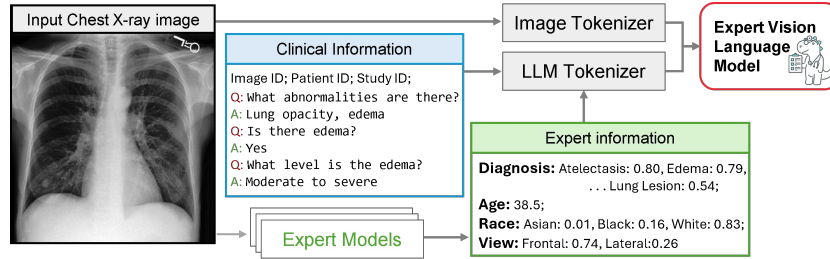 Input Chest X-ray image
Image Tokenizer
Expert Vision
Language
Model
Clinical Information
LLM Tokenizer
Image ID; Patient ID; Study ID;
Q: What abnormalities are there?
A: Lung opacity, edema
Q: Is there edema?
A: Yes
Q: What level is the edema?
A: Moderate to severe
Expert information
Diagnosis: Atelectasis: 0.80, Edema: 0.79,
... Lung Lesion: 0.54;
Age: 38.5;
Race: Asian: 0.01, Black: 0.16, White: 0.83;
View: Frontal: 0.74, Lateral:0.26
Expert Models